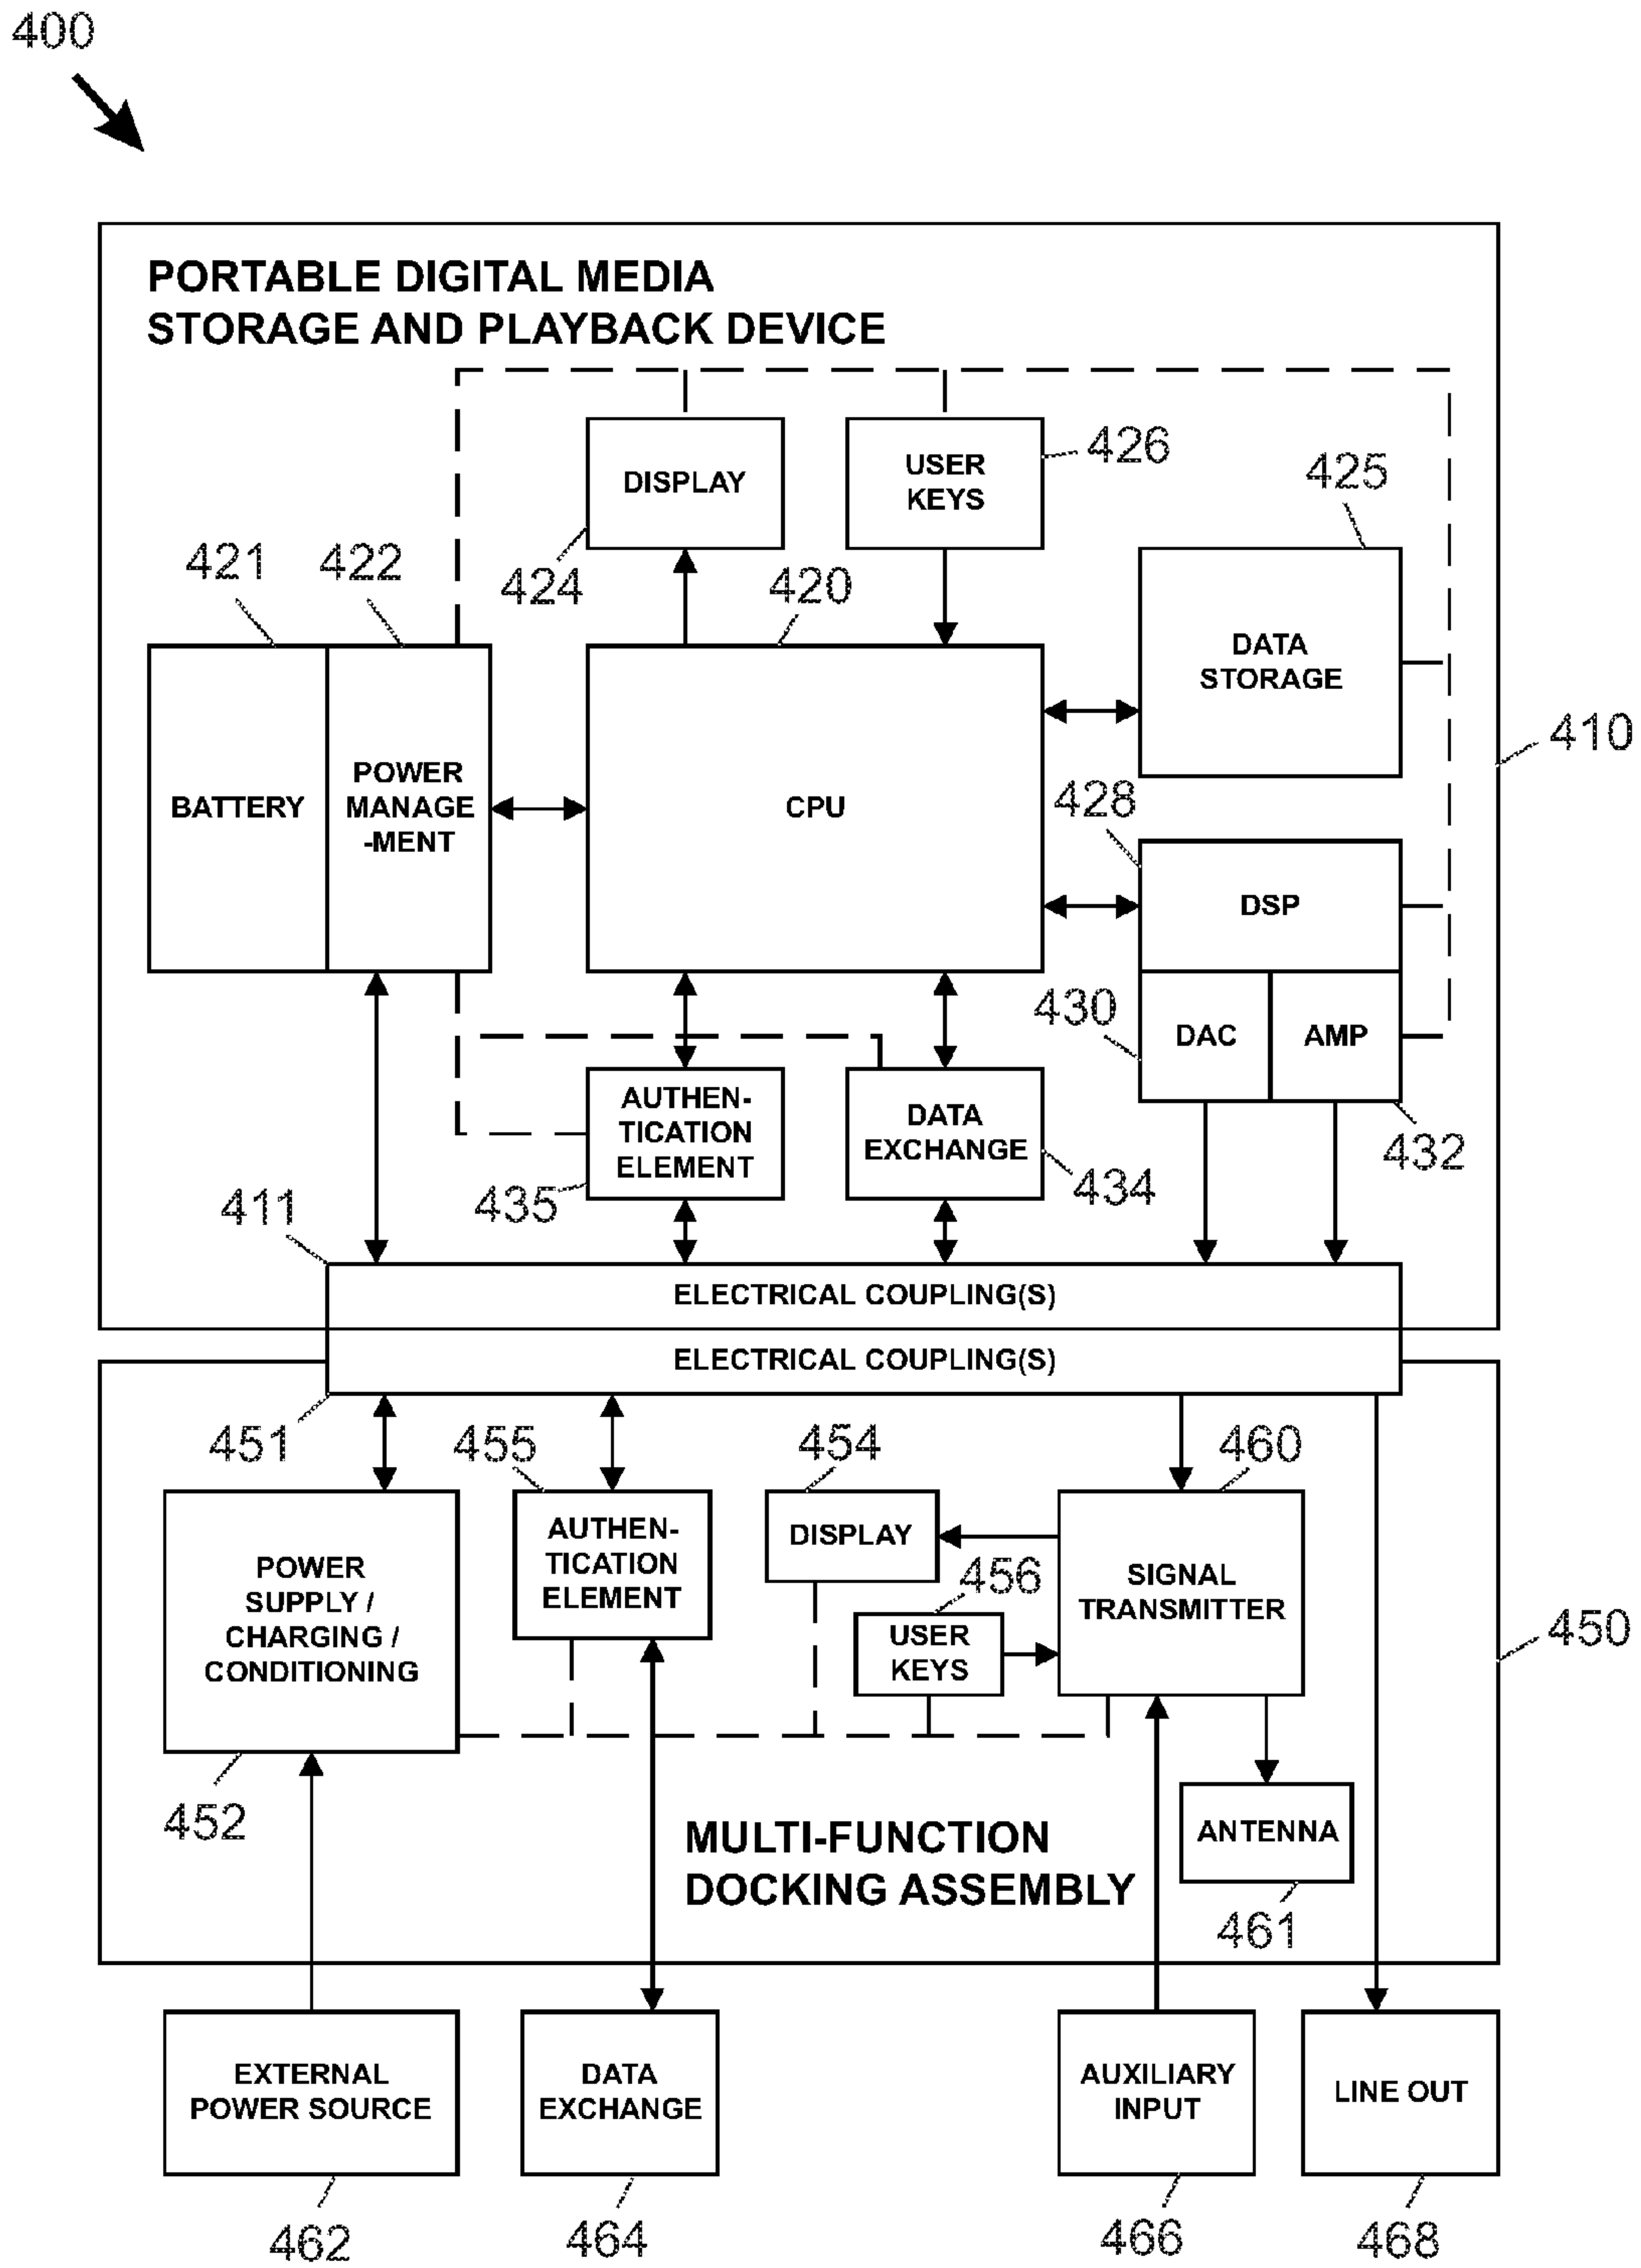 400
PORTABLE DIGITAL MEDIA
STORAGE AND PLAYBACK DEVICE
DISPLAY
424
USER
KEYS
426
425
DATA
STORAGE
421
422
420
BATTERY
POWER
MANAGE
-MENT
CPU
410
428
DSP
430
DAC
AMP
432
AUTHEN-
TICATION
ELEMENT
435
DATA
EXCHANGE
434
411
ELECTRICAL COUPLING(S)
ELECTRICAL COUPLING(S)
451
455
454
460
POWER
SUPPLY /
CHARGING /
CONDITIONING
AUTHEN-
TICATION
ELEMENT
DISPLAY
456
USER
KEYS
SIGNAL
TRANSMITTER
450
452
MULTI-FUNCTION
DOCKING ASSEMBLY
ANTENNA
461
EXTERNAL
POWER SOURCE
DATA
EXCHANGE
AUXILIARY
INPUT
LINE OUT
462
464
466
468